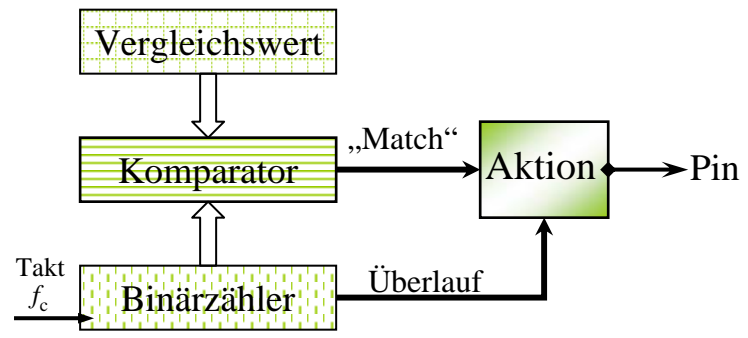 Vergleichswert
„Match“
Komparator
Aktion
Pin
Takt
fc
Binärzähler
Überlauf